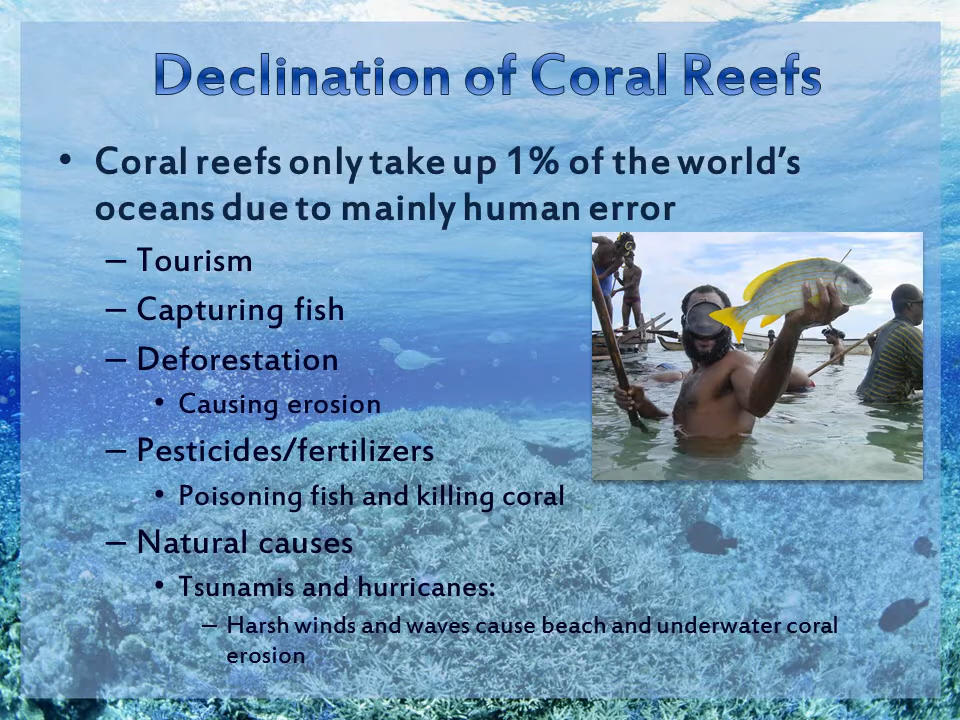 Declination of Coral Reefs
• Coral reefs only take up 1% of the world's
oceans due to mainly human error
– Tourism
– Capturing fish
– Deforestation
• Causing erosion
– Pesticides/fertilizers
• Poisoning fish and killing coral
– Natural causes
• Tsunamis and hurricanes:
– Harsh winds and waves cause beach and underwater coral
erosion